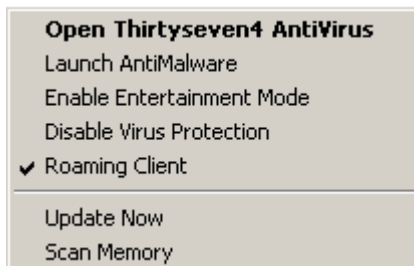 Open Thirtyseven4 AntiVirus
Launch AntiMalware
Enable Entertainment Mode
Disable Virus Protection
✔ Roaming Client
Update Now
Scan Memory